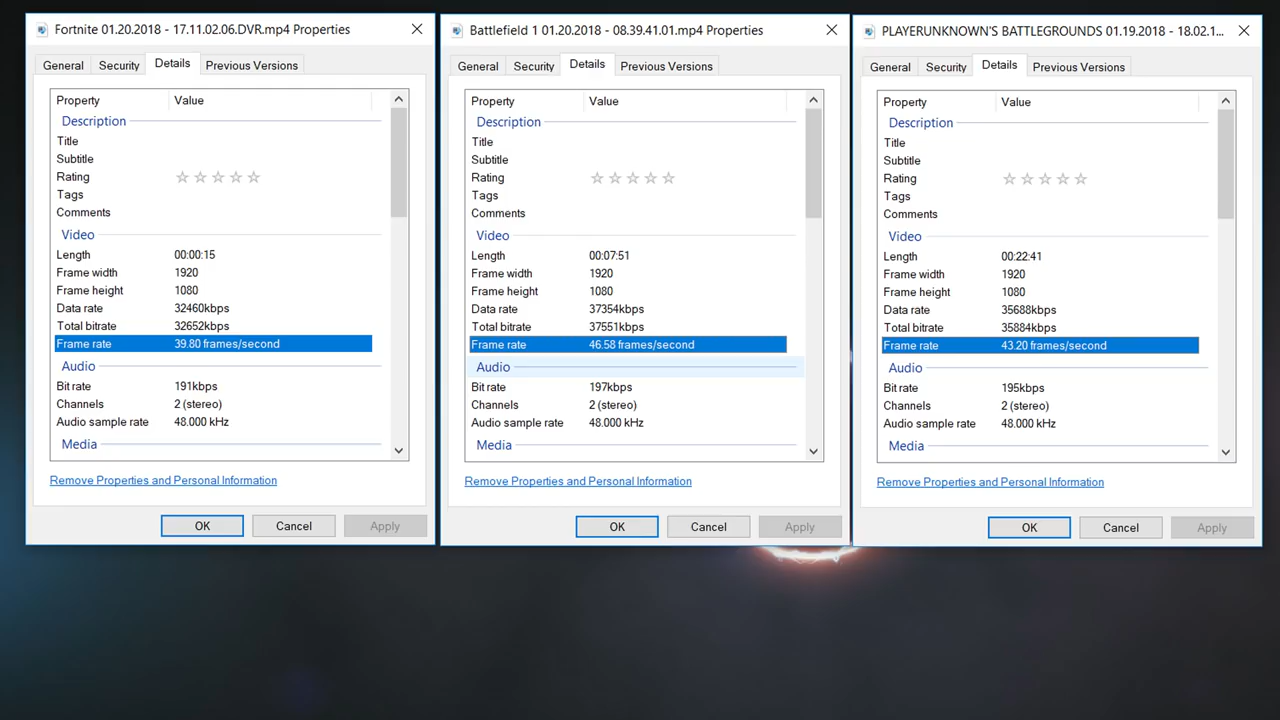 Fortnite 01.20.2018 - 17.11.02.06.DVR.mp4 Properties
General Security Details Previous Versions
Property Value
Description
Title
Subtitle
Rating
Tags
Comments
Video
Length 00:00:15
Frame width 1920
Frame height 1080
Data rate 32460kbps
Total bitrate 32652kbps
Frame rate 39.80 frames/second
Audio
Bit rate 191kbps
Channels 2 (stereo)
Audio sample rate 48.000 kHz
Media
Remove Properties and Personal Information
OK Cancel Apply
Battlefield 1 01.20.2018 - 08.39.41.01.mp4 Properties
General Security Details Previous Versions
Property Value
Description
Title
Subtitle
Rating
Tags
Comments
Video
Length 00:07:51
Frame width 1920
Frame height 1080
Data rate 37354kbps
Total bitrate 37551kbps
Frame rate 46.58 frames/second
Audio
Bit rate 197kbps
Channels 2 (stereo)
Audio sample rate 48.000 kHz
Media
Remove Properties and Personal Information
OK Cancel Apply
PLAYERUNKNOWN'S BATTLEGROUNDS 01.19.2018 - 18.02.1...
General Security Details Previous Versions
Property Value
Description
Title
Subtitle
Rating
Tags
Comments
Video
Length 00:22:41
Frame width 1920
Frame height 1080
Data rate 35688kbps
Total bitrate 35884kbps
Frame rate 43.20 frames/second
Audio
Bit rate 195kbps
Channels 2 (stereo)
Audio sample rate 48.000 kHz
Media
Remove Properties and Personal Information
OK Cancel Apply